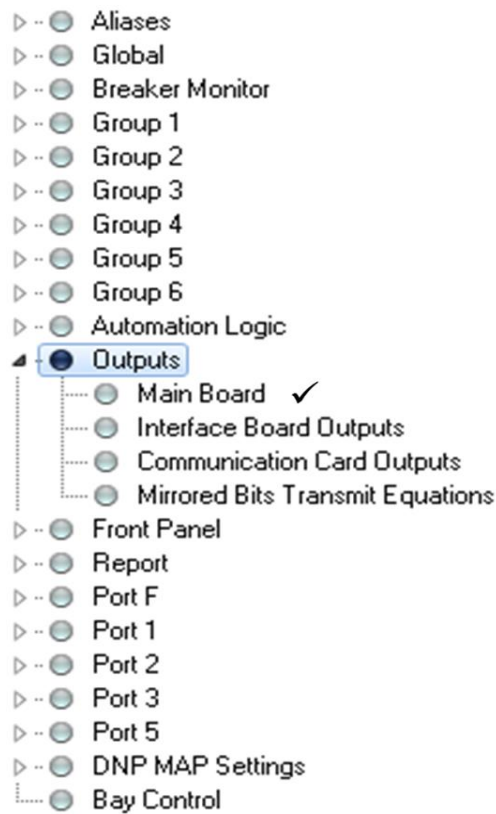 Aliases
Global
Breaker Monitor
Group 1
Group 2
Group 3
Group 4
Group 5
Group 6
Automation Logic
Outputs
Main Board ✓
Interface Board Outputs
Communication Card Outputs
Mirrored Bits Transmit Equations
Front Panel
Report
Port F
Port 1
Port 2
Port 3
Port 5
DNP MAP Settings
Bay Control